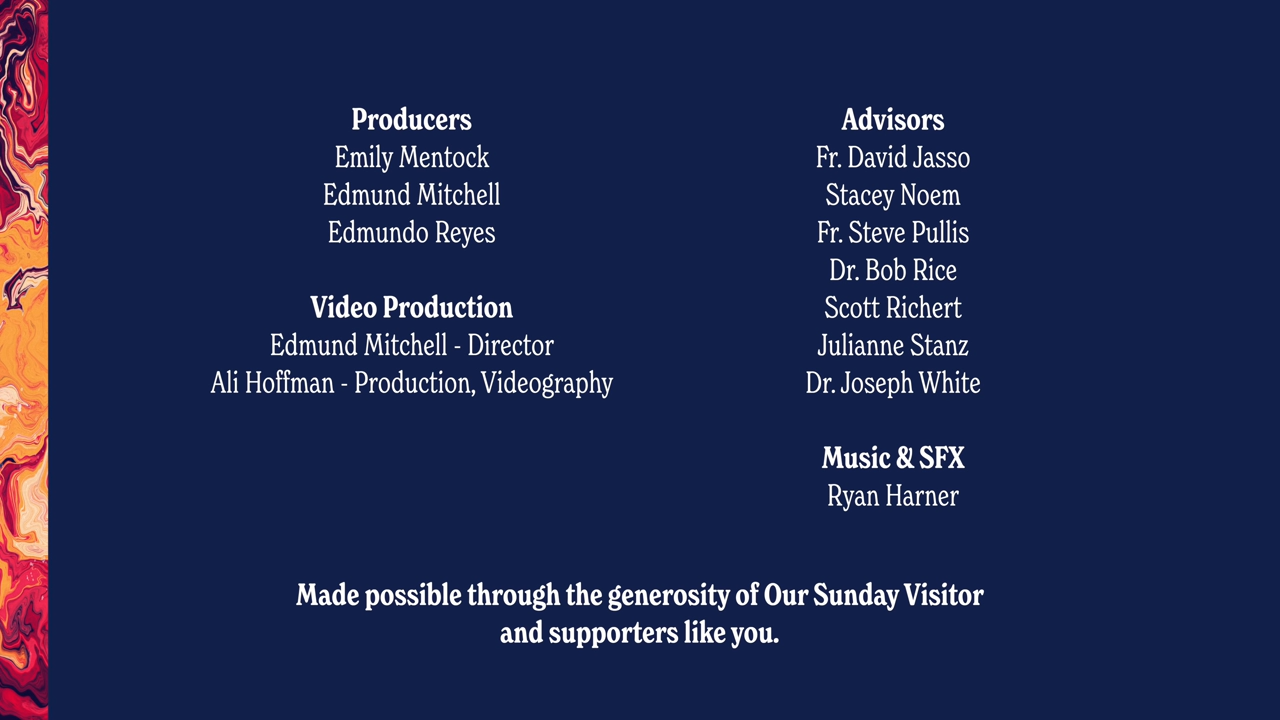 Producers
Emily Mentock
Edmund Mitchell
Edmundo Reyes
Video Production
Edmund Mitchell - Director
Ali Hoffman - Production, Videography
Advisors
Fr. David Jasso
Stacey Noem
Fr. Steve Pullis
Dr. Bob Rice
Scott Richert
Julianne Stanz
Dr. Joseph White
Music & SFX
Ryan Harner
Made possible through the generosity of Our Sunday Visitor
and supporters like you.